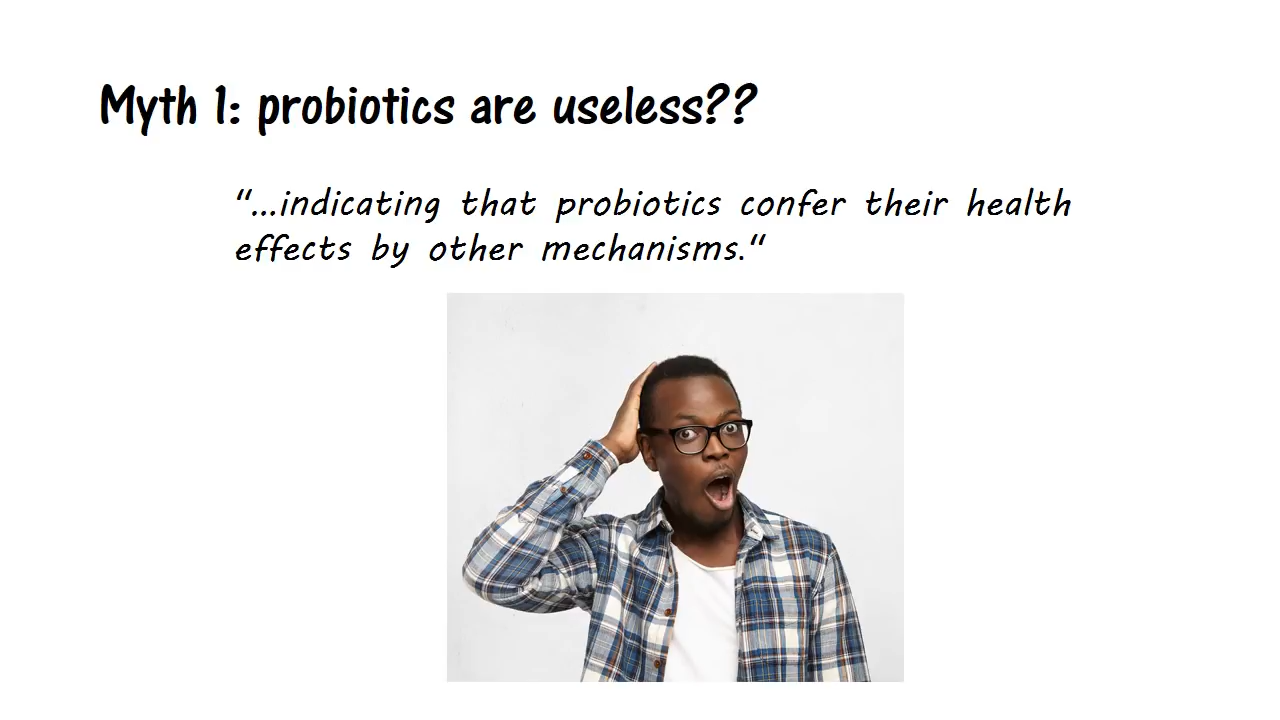 Myth 1: probiotics are useless??
“...indicating that probiotics confer their health
effects by other mechanisms.“